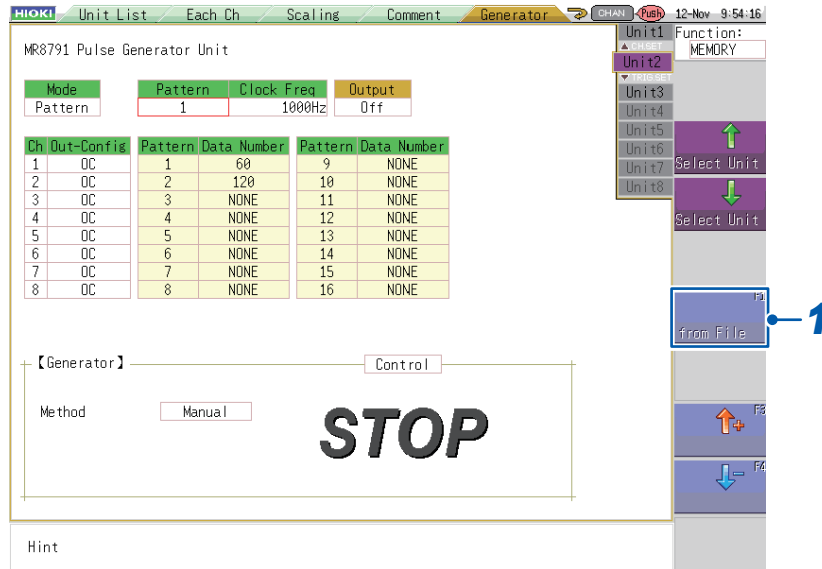 HIOKI Unit List Each Ch Scaling Comment Generator CHAN Push 12-Nov 9:54:16
Unit1 Function:
▲CH.SET MEMORY
MR8791 Pulse Generator Unit
Unit2
▼TRIG.SET
Mode Pattern Clock Freq Output
Unit3
Pattern 1 1000Hz Off
Unit4
Unit5
Ch Out-Config Pattern Data Number Pattern Data Number
Unit6
1 OC 1 60 9 NONE
Unit7 Select Unit
2 OC 2 120 10 NONE
Unit8
3 OC 3 NONE 11 NONE
4 OC 4 NONE 12 NONE
Select Unit
5 OC 5 NONE 13 NONE
6 OC 6 NONE 14 NONE
7 OC 7 NONE 15 NONE
8 OC 8 NONE 16 NONE
from File 1
【Generator】 Control
Method Manual
STOP
F3
F4
Hint